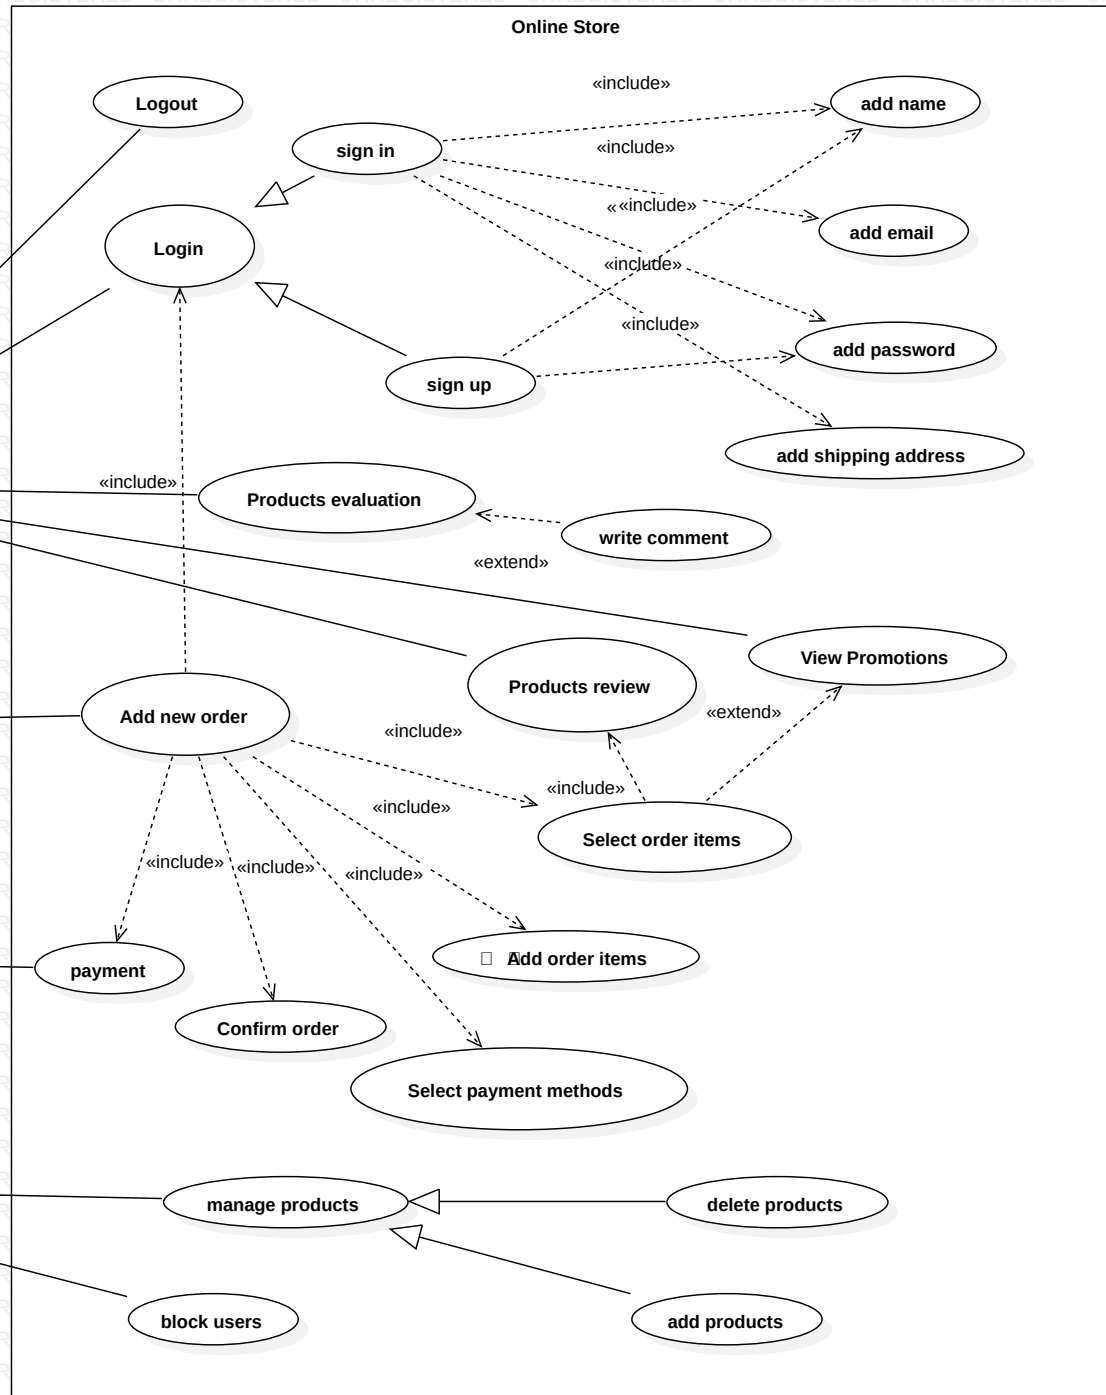 Online Store
Logout
«include»
add name
sign in
«include»
«
«include»
add email
Login
«include»
«include»
add password
sign up
add shipping address
«include»
Products evaluation
write comment
«extend»
View Promotions
Products review
Add new order
«extend»
«include»
«include»
«include»
Select order items
«include»
«include»
«include»
Add order items
payment
Confirm order
Select payment methods
manage products
delete products
block users
add products